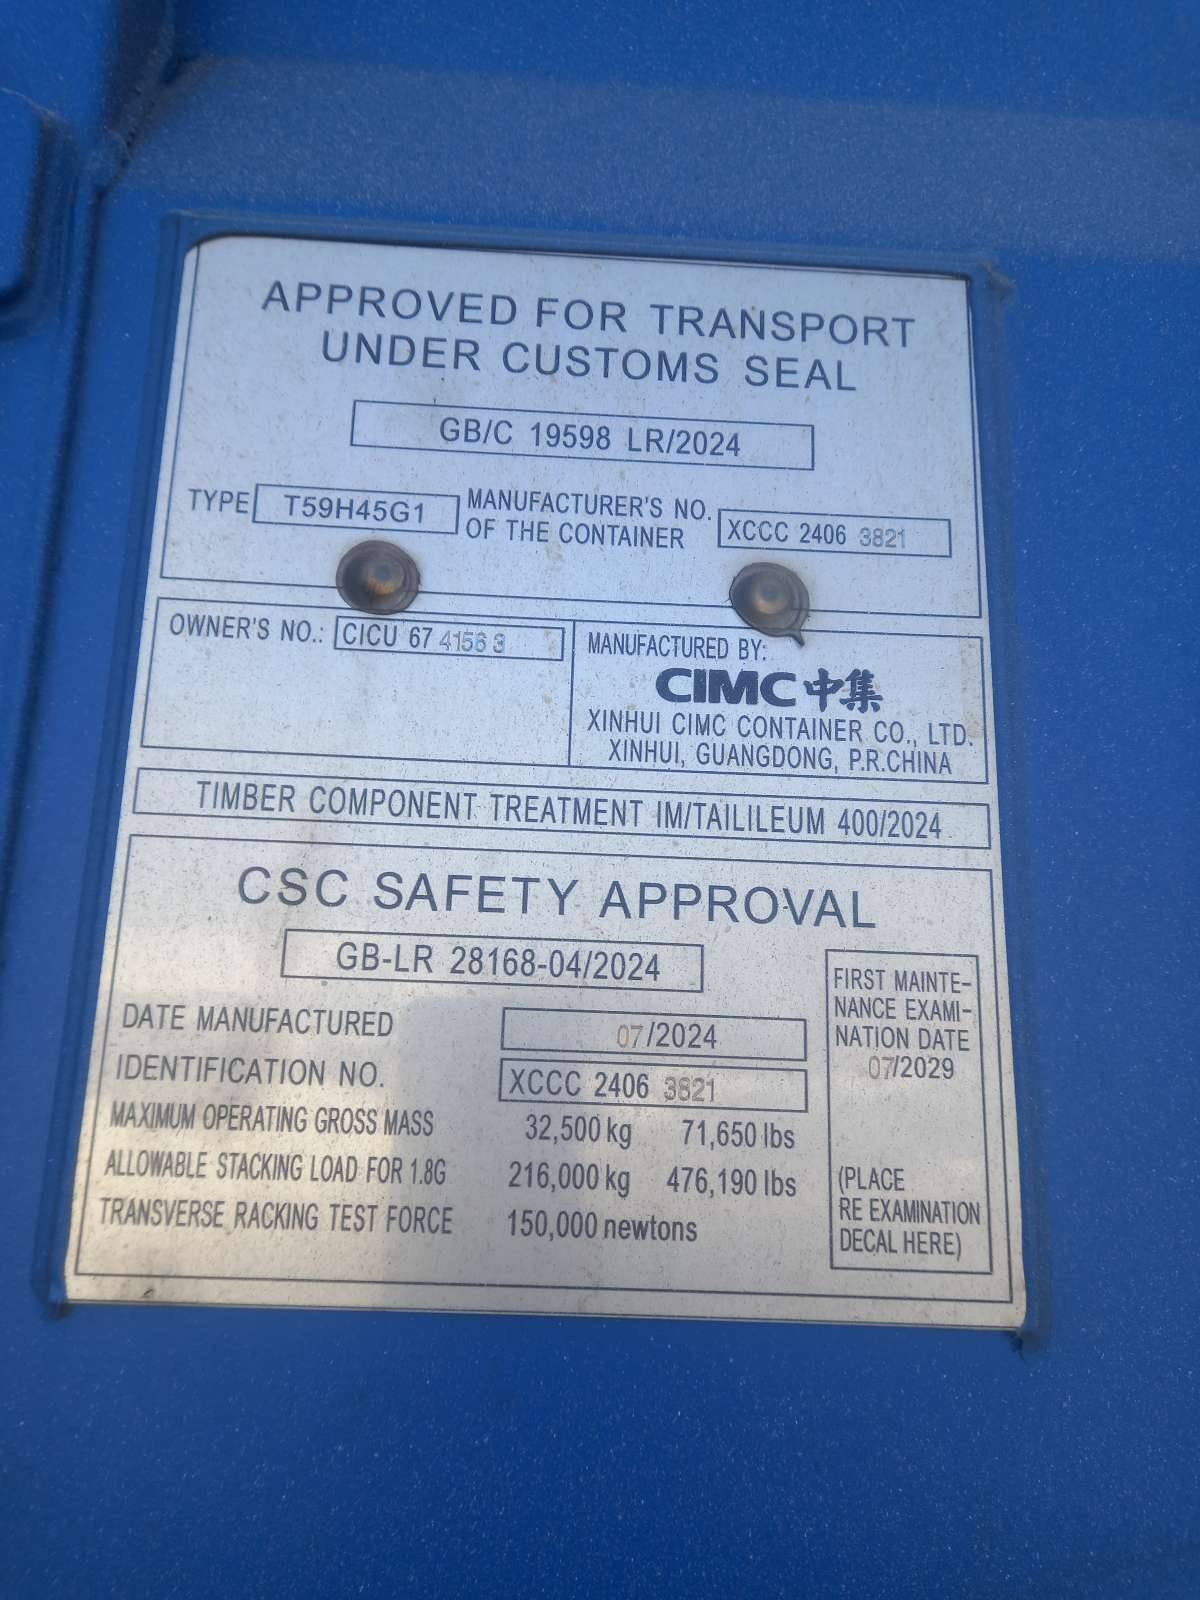 APPROVED FOR TRANSPORT
UNDER CUSTOMS SEAL
GB/C 19598 LR/2024
TYPE T59H45G1 MANUFACTURER'S NO.
OF THE CONTAINER XCCC 2406 3821
OWNER'S NO.: CICU 67 4156 3
MANUFACTURED BY:
CIMC 中集
XINHUI CIMC CONTAINER CO., LTD.
XINHUI, GUANGDONG, P.R.CHINA
TIMBER COMPONENT TREATMENT IM/TAILILEUM 400/2024
CSC SAFETY APPROVAL
GB-LR 28168-04/2024
DATE MANUFACTURED 07/2024
IDENTIFICATION NO. XCCC 2406 3821
MAXIMUM OPERATING GROSS MASS 32,500 kg 71,650 lbs
ALLOWABLE STACKING LOAD FOR 1.8G 216,000 kg 476,190 lbs
TRANSVERSE RACKING TEST FORCE 150,000 newtons
FIRST MAINTE-
NANCE EXAMI-
NATION DATE
07/2029
(PLACE
RE EXAMINATION
DECAL HERE)